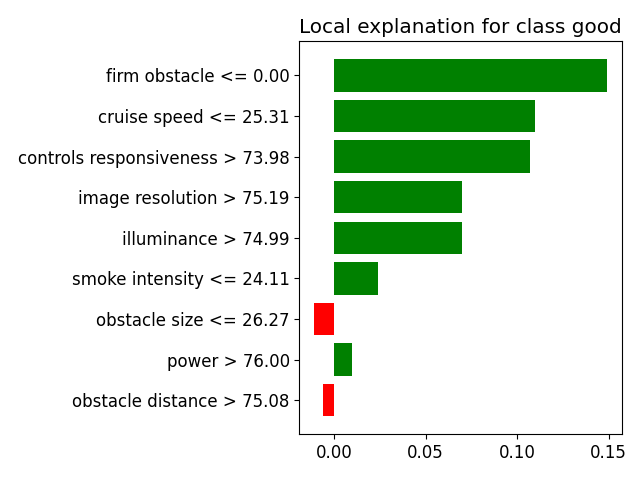 Local explanation for class good
firm obstacle <= 0.00
cruise speed <= 25.31
controls responsiveness > 73.98
image resolution > 75.19
illuminance > 74.99
smoke intensity <= 24.11
obstacle size <= 26.27
power > 76.00
obstacle distance > 75.08
0.00 0.05 0.10 0.15